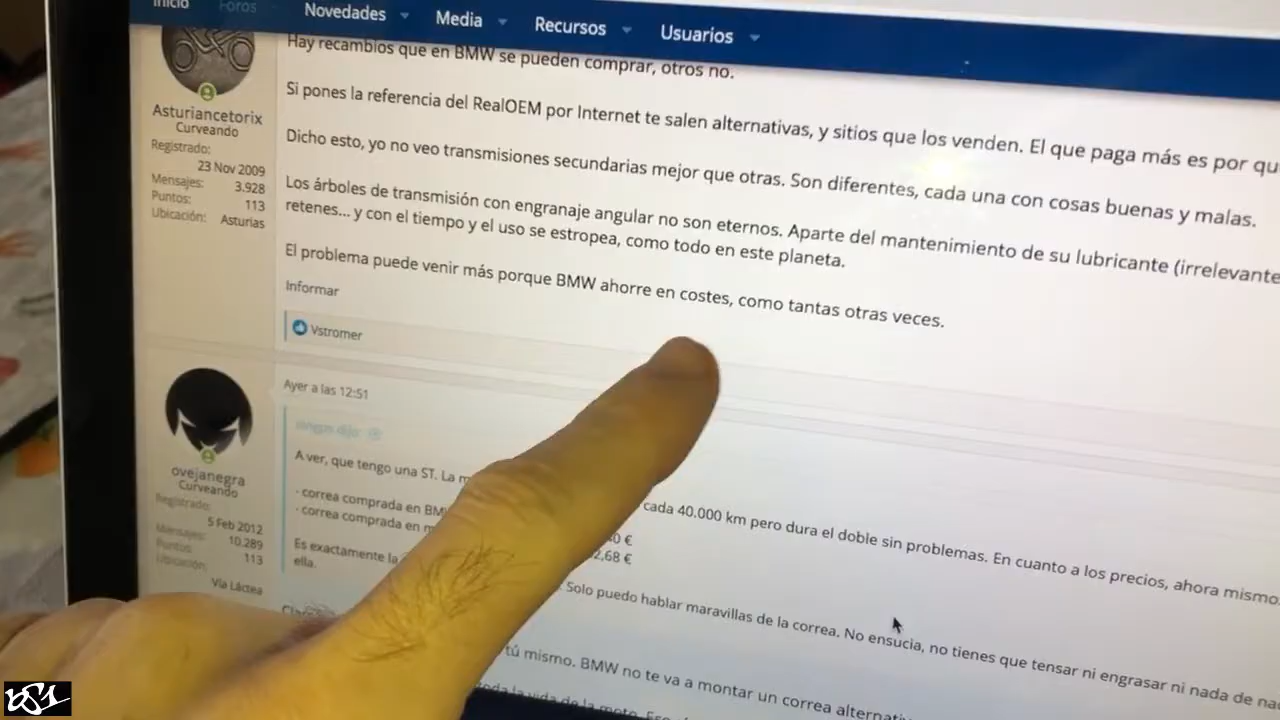 Inicio Foros Novedades Media Recursos Usuarios
Asturiancetorix
Curveando
Registrado:
23 Nov 2009
Mensajes: 3.928
Puntos: 113
Ubicación: Asturias
Hay recambios que en BMW se pueden comprar, otros no.
Si pones la referencia del RealOEM por Internet te salen alternativas, y sitios que los venden. El que paga más es por
Dicho esto, yo no veo transmisiones secundarias mejor que otras. Son diferentes, cada una con cosas buenas y malas.
Los árboles de transmisión con engranaje angular no son eternos. Aparte del mantenimiento de su lubricante (irrelevante
retenes... y con el tiempo y el uso se estropea, como todo en este planeta.
El problema puede venir más porque BMW ahorre en costes, como tantas otras veces.
Informar
Vstromer
ovejanegra
Curveando
Registrado:
5 Feb 2012
Mensajes: 10.289
Puntos: 113
Ubicación:
Vía Láctea
Ayer a las 12:51
dijo:
A ver, que tengo una ST. La
cada 40.000 km pero dura el doble sin problemas. En cuanto a los precios, ahora mismo
- correa comprada en
- correa comprada en
€
2,68 €
Es exactamente la
ella.
Solo puedo hablar maravillas de la correa. No ensucia, no tienes que tensar ni engrasar ni nada de
tú mismo. BMW no te va a montar un correa
toda la vida de la moto.